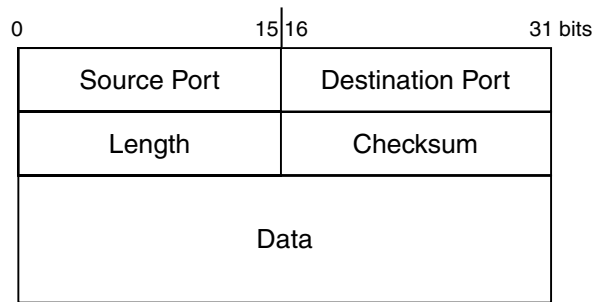 0 15 16 31 bits
Source Port Destination Port
Length Checksum
Data